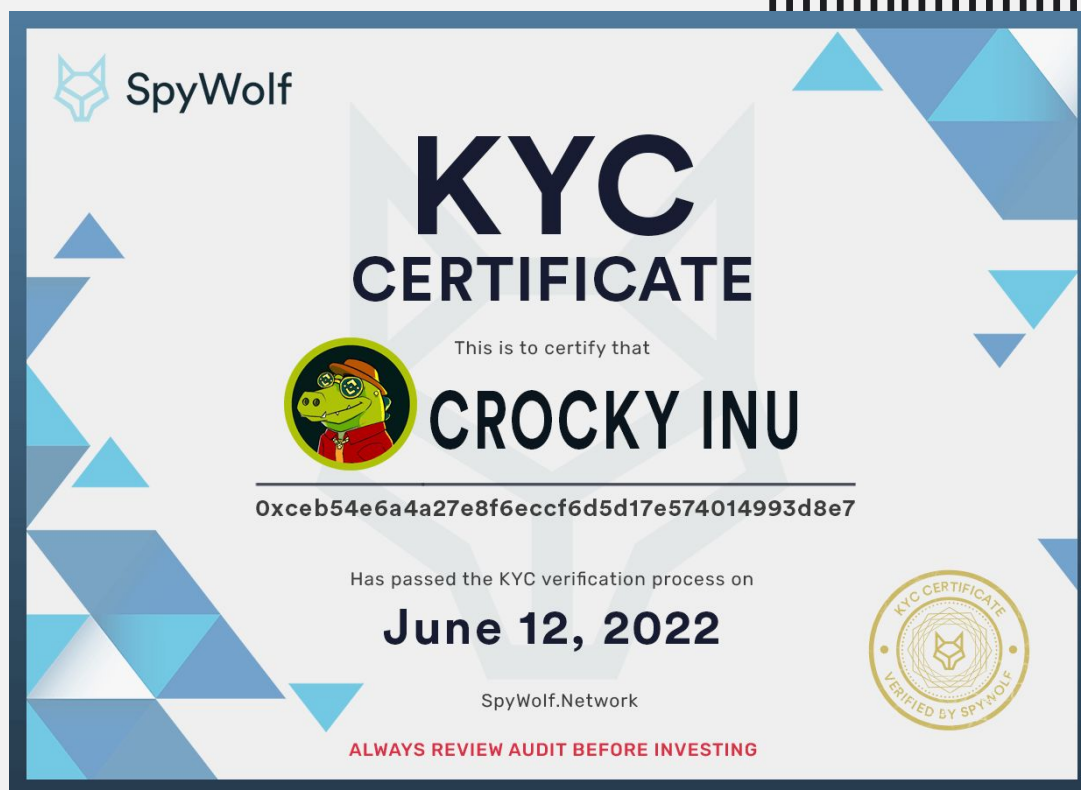 SpyWolf
KYC
CERTIFICATE
This is to certify that
CROCKY INU
0xceb54e6a4a27e8f6eccf6d5d17e574014993d8e7
Has passed the KYC verification process on
June 12, 2022
SpyWolf.Network
ALWAYS REVIEW AUDIT BEFORE INVESTING
KYC CERTIFICATE
VERIFIED BY SPYWOLF